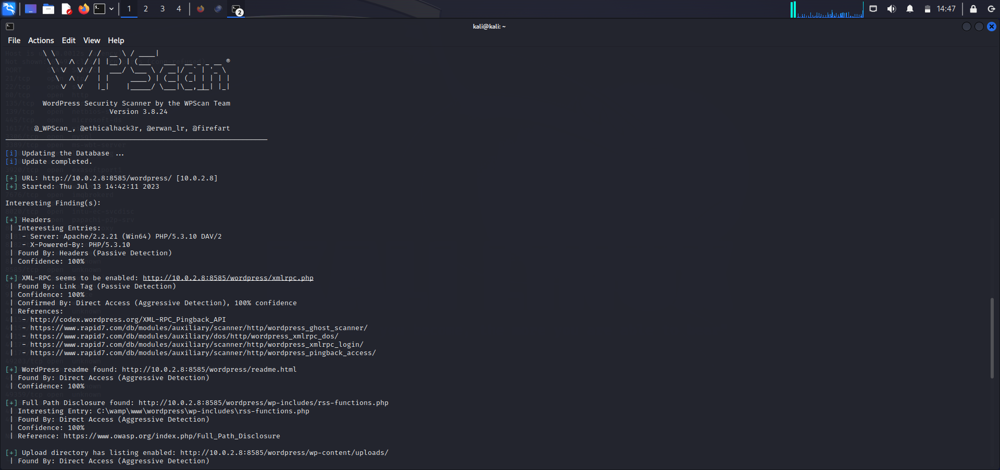 1 2 3 4
2
14:47
kali@kali: ~
File Actions Edit View Help
WPScan ®
WordPress Security Scanner by the WPScan Team
Version 3.8.24
@_WPScan_, @ethicalhack3r, @erwan_lr, @firefart
[i] Updating the Database ...
[i] Update completed.
[+] URL: http://10.0.2.8:8585/wordpress/ [10.0.2.8]
[+] Started: Thu Jul 13 14:42:11 2023
Interesting Finding(s):
[+] Headers
| Interesting Entries:
| - Server: Apache/2.2.21 (Win64) PHP/5.3.10 DAV/2
| - X-Powered-By: PHP/5.3.10
| Found By: Headers (Passive Detection)
| Confidence: 100%
[+] XML-RPC seems to be enabled: http://10.0.2.8:8585/wordpress/xmlrpc.php
| Found By: Link Tag (Passive Detection)
| Confidence: 100%
| Confirmed By: Direct Access (Aggressive Detection), 100% confidence
| References:
| - http://codex.wordpress.org/XML-RPC_Pingback_API
| - https://www.rapid7.com/db/modules/auxiliary/scanner/http/wordpress_ghost_scanner/
| - https://www.rapid7.com/db/modules/auxiliary/dos/http/wordpress_xmlrpc_dos/
| - https://www.rapid7.com/db/modules/auxiliary/scanner/http/wordpress_xmlrpc_login/
| - https://www.rapid7.com/db/modules/auxiliary/scanner/http/wordpress_pingback_access/
[+] WordPress readme found: http://10.0.2.8:8585/wordpress/readme.html
| Found By: Direct Access (Aggressive Detection)
| Confidence: 100%
[+] Full Path Disclosure found: http://10.0.2.8:8585/wordpress/wp-includes/rss-functions.php
| Interesting Entry: C:\wamp\www\wordpress\wp-includes\rss-functions.php
| Found By: Direct Access (Aggressive Detection)
| Confidence: 100%
| Reference: https://www.owasp.org/index.php/Full_Path_Disclosure
[+] Upload directory has listing enabled: http://10.0.2.8:8585/wordpress/wp-content/uploads/
| Found By: Direct Access (Aggressive Detection)